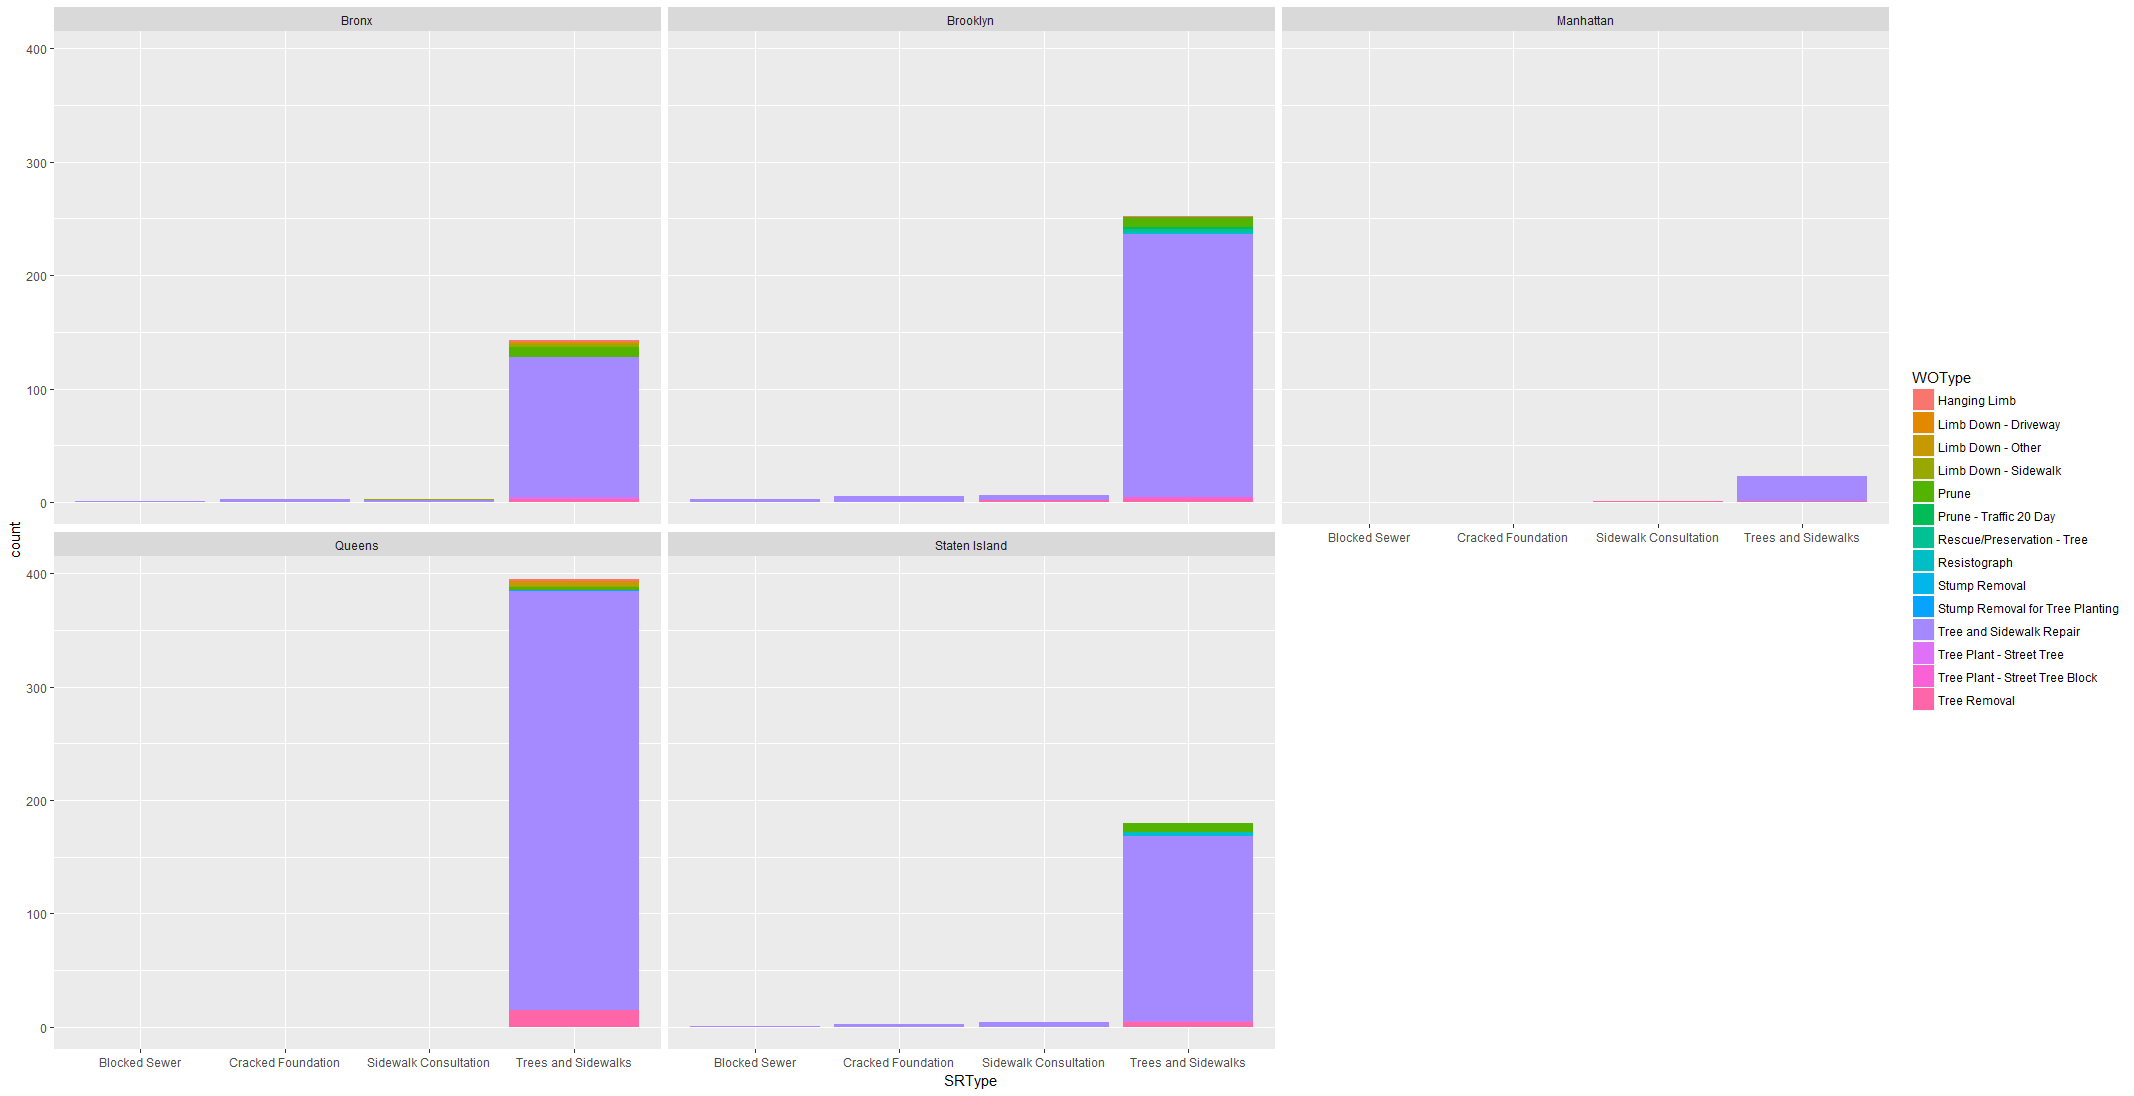 Bronx
Brooklyn
Manhattan
400
300
200
100
0
Blocked Sewer
Cracked Foundation
Sidewalk Consultation
Trees and Sidewalks
count
Queens
Staten Island
400
300
200
100
0
Blocked Sewer
Cracked Foundation
Sidewalk Consultation
Trees and Sidewalks
Blocked Sewer
Cracked Foundation
Sidewalk Consultation
Trees and Sidewalks
SRType
WOType
Hanging Limb
Limb Down - Driveway
Limb Down - Other
Limb Down - Sidewalk
Prune
Prune - Traffic 20 Day
Rescue/Preservation - Tree
Resistograph
Stump Removal
Stump Removal for Tree Planting
Tree and Sidewalk Repair
Tree Plant - Street Tree
Tree Plant - Street Tree Block
Tree Removal